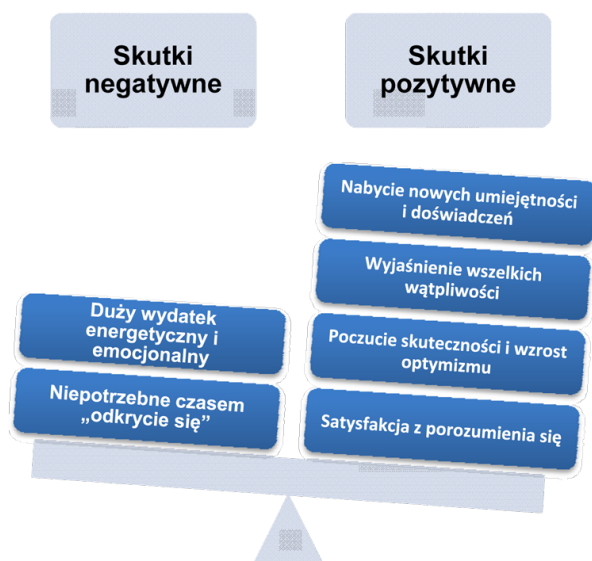 Skutki
negatywne
Skutki
pozytywne
Nabycie nowych umiejętności
i doświadczeń
Wyjaśnienie wszelkich
wątpliwości
Poczucie skuteczności i wzrost
optymizmu
Satysfakcja z porozumienia się
Duży wydatek
energetyczny i
emocjonalny
Niepotrzebne czasem
„odkrycie się”